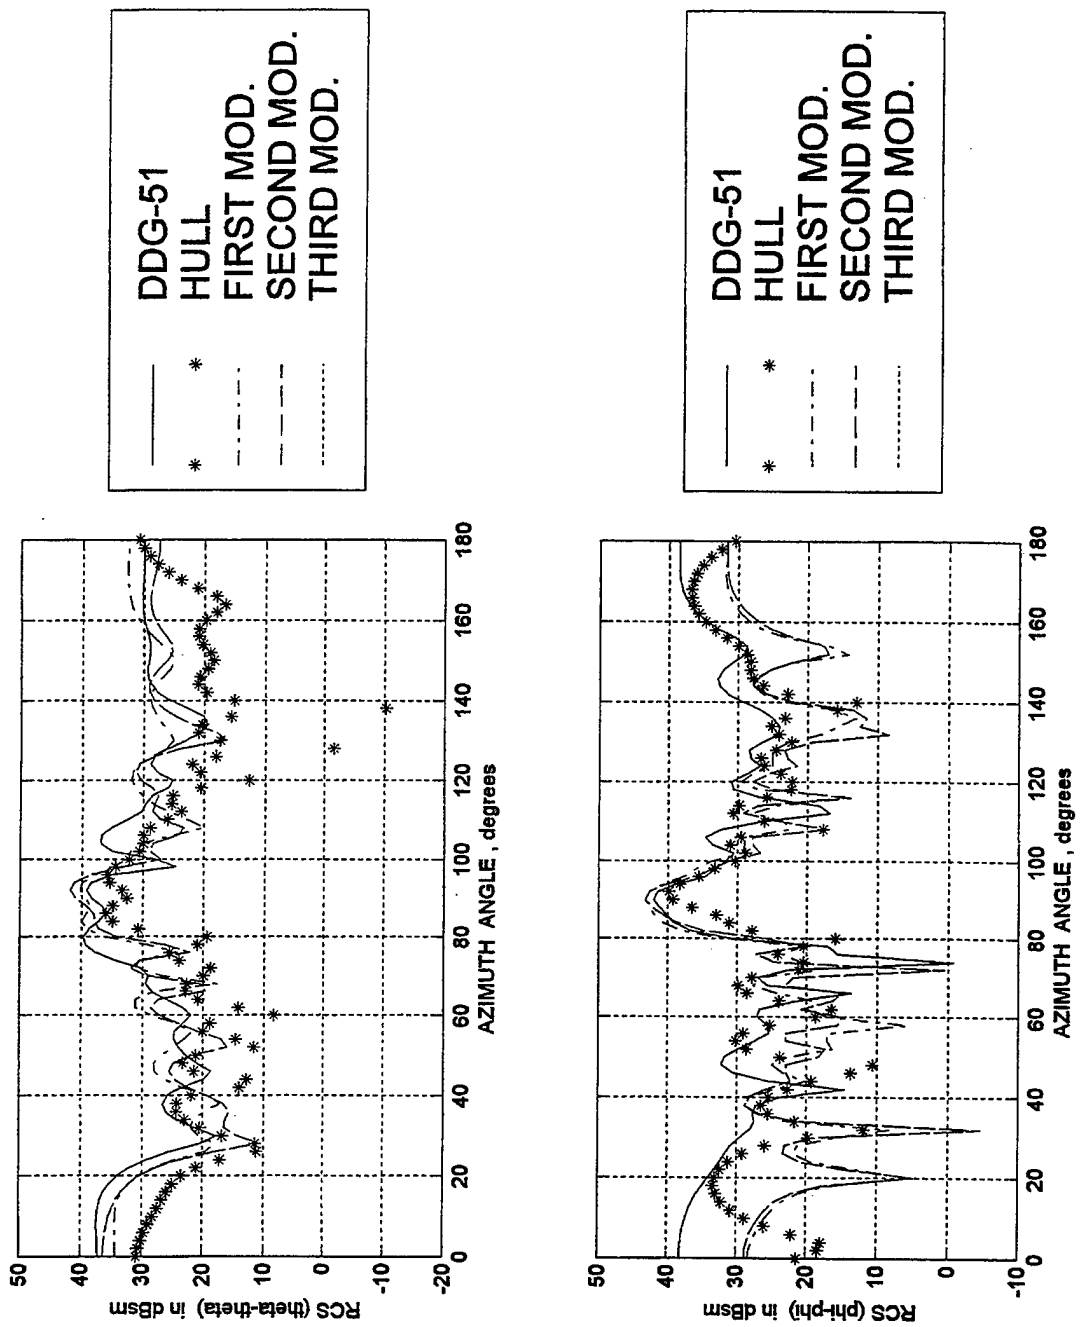 50
40
30
20
10
0
-10
-20
RCS (theta-theta) in dBsm
0
20
40
60
80
100
120
140
160
180
AZIMUTH ANGLE , degrees
DDG-51
HULL
FIRST MOD.
SECOND MOD.
THIRD MOD.
50
40
30
20
10
0
-10
RCS (phi-phi) in dBsm
0
20
40
60
80
100
120
140
160
180
AZIMUTH ANGLE , degrees
DDG-51
HULL
FIRST MOD.
SECOND MOD.
THIRD MOD.